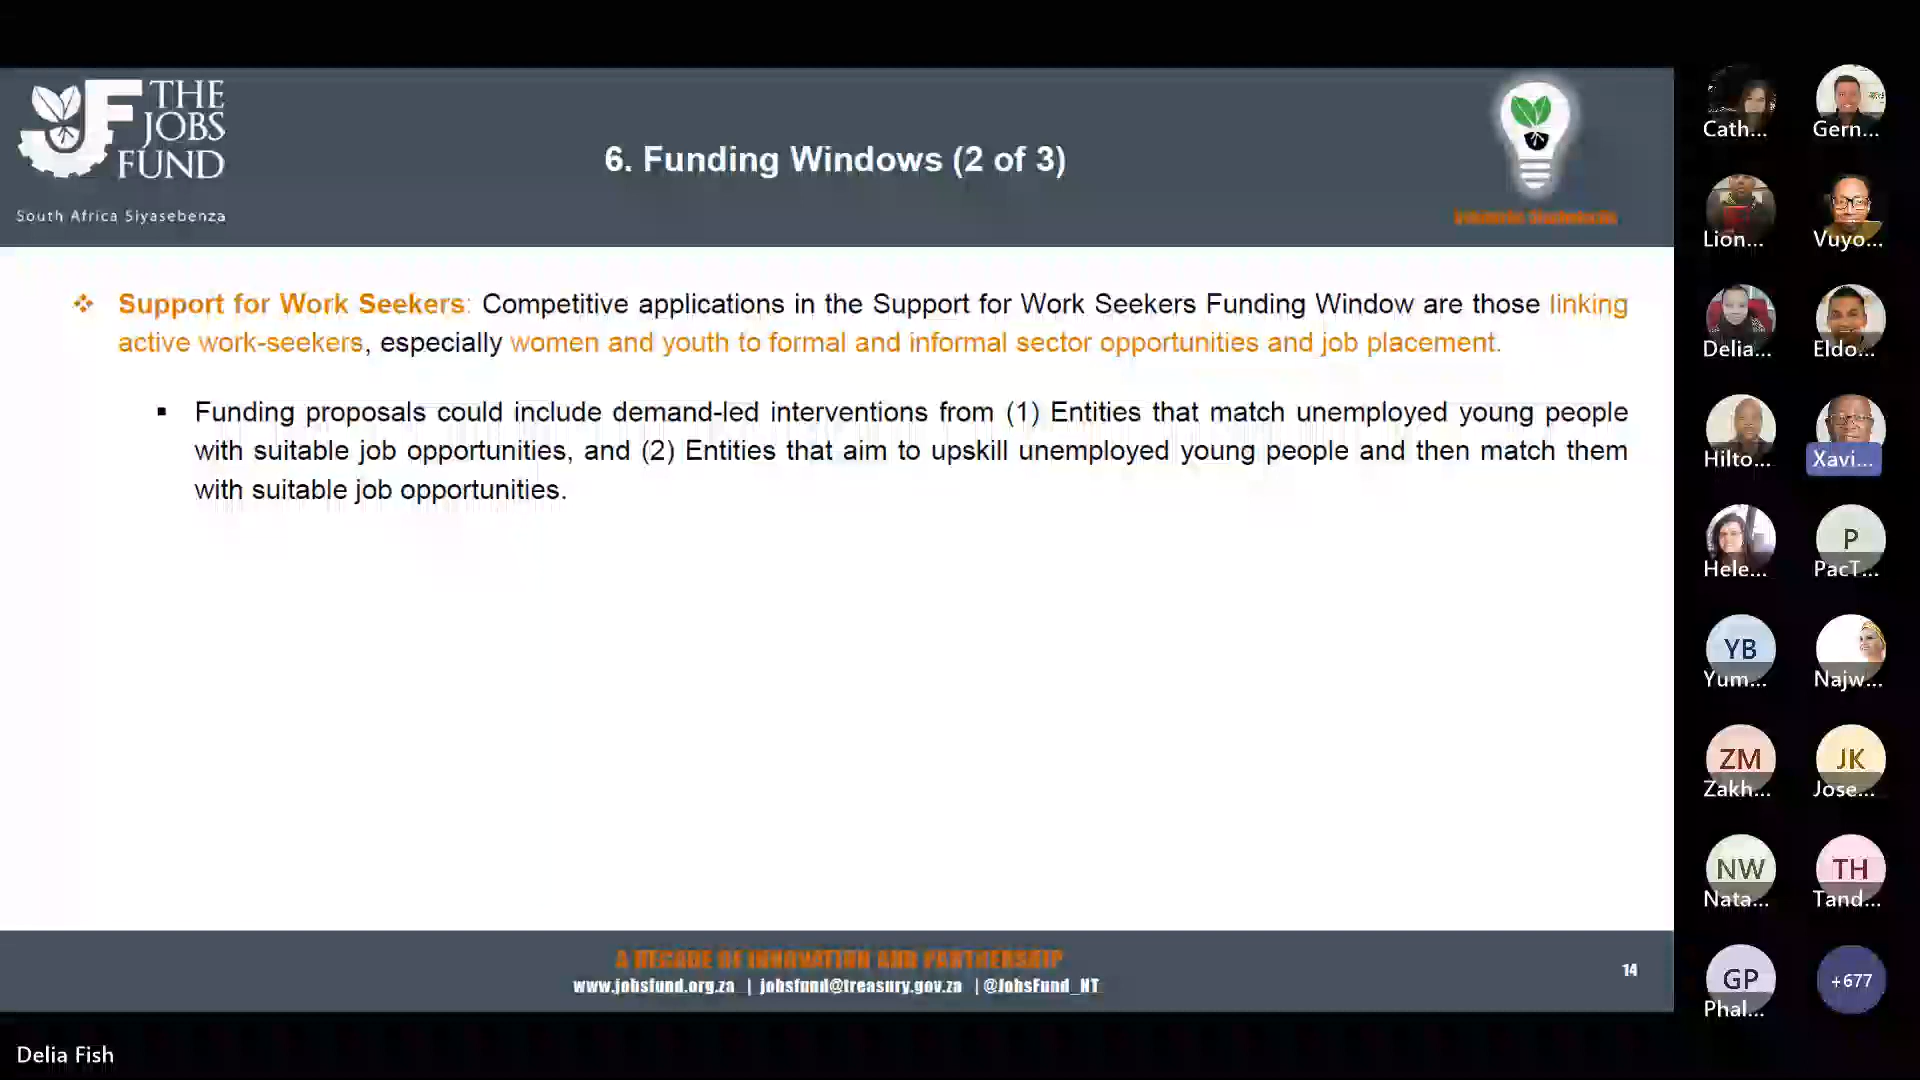 THE
JOBS
FUND
South Africa Siyasebenza
6. Funding Windows (2 of 3)
❖ Support for Work Seekers: Competitive applications in the Support for Work Seekers Funding Window are those linking
active work-seekers, especially women and youth to formal and informal sector opportunities and job placement.
▪ Funding proposals could include demand-led interventions from (1) Entities that match unemployed young people
with suitable job opportunities, and (2) Entities that aim to upskill unemployed young people and then match them
with suitable job opportunities.
A DECADE OF INNOVATION AND PARTNERSHIP
www.jobsfund.org.za | jobsfund@treasury.gov.za | @JobsFund_NT
14
Delia Fish
Cath...
Gern...
Lion...
Vuyo...
Delia...
Eldo...
Hilto...
Xavi...
Hele...
P
PacT...
YB
Yum...
Najw...
ZM
Zakh...
JK
Jose...
NW
Nata...
TH
Tand...
GP
Phal...
+677